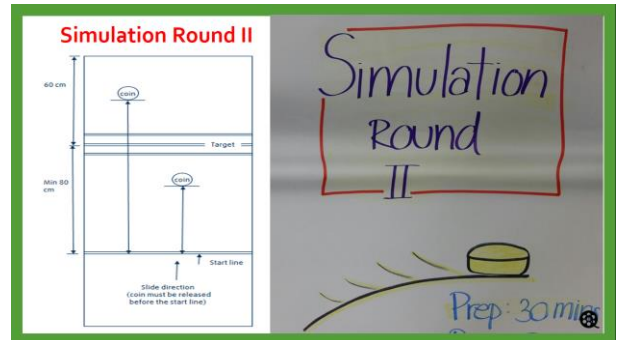 Simulation Round II
60 cm
coin
Target
Min 80
cm
coin
Start line
Slide direction
(coin must be released
before the start line)
Simulation
Round
II
Prep: 30 mins